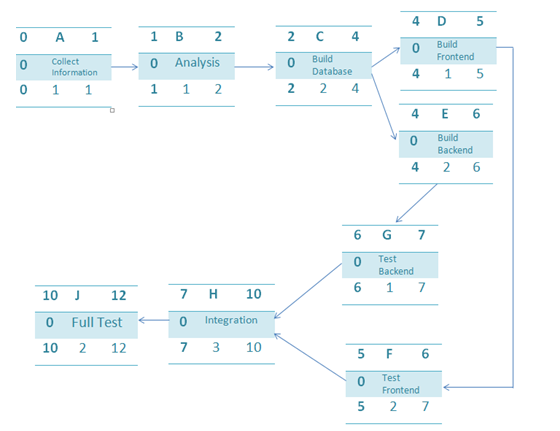 0 A 1
0 Collect
Information
0 1 1
1 B 2
0 Analysis
1 1 2
2 C 4
0 Build
Database
2 2 4
4 D 5
0 Build
Frontend
4 1 5
4 E 6
0 Build
Backend
4 2 6
6 G 7
0 Test
Backend
6 1 7
5 F 6
0 Test
Frontend
5 2 7
7 H 10
0 Integration
7 3 10
10 J 12
0 Full Test
10 2 12